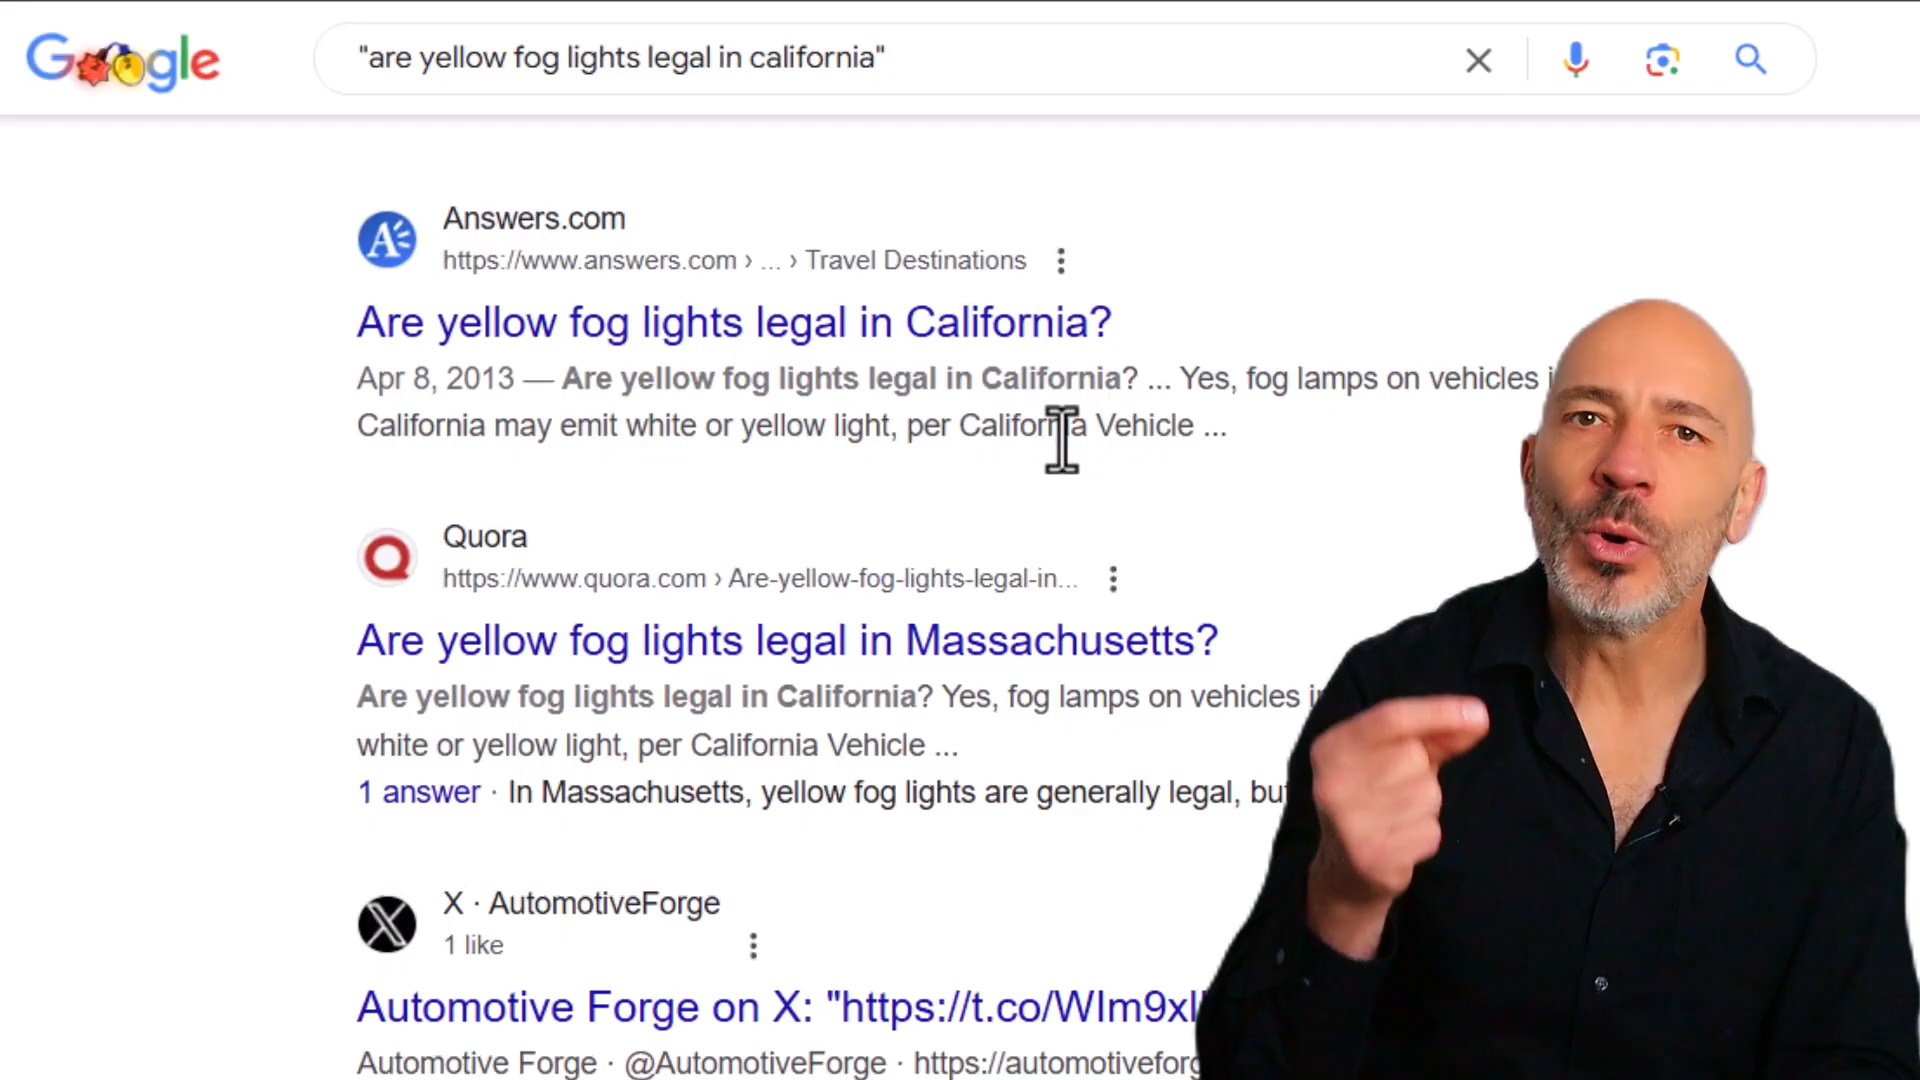 Google
"are yellow fog lights legal in california"
Answers.com
https://www.answers.com › ... › Travel Destinations
Are yellow fog lights legal in California?
Apr 8, 2013 — Are yellow fog lights legal in California? ... Yes, fog lamps on vehicles
California may emit white or yellow light, per California Vehicle ...
Quora
https://www.quora.com › Are-yellow-fog-lights-legal-in...
Are yellow fog lights legal in Massachusetts?
Are yellow fog lights legal in California? Yes, fog lamps on vehicles
white or yellow light, per California Vehicle ...
1 answer · In Massachusetts, yellow fog lights are generally legal,
X · AutomotiveForge
1 like
Automotive Forge on X: "https://t.co/WIm9xI
Automotive Forge · @AutomotiveForge · https://automotiveforg